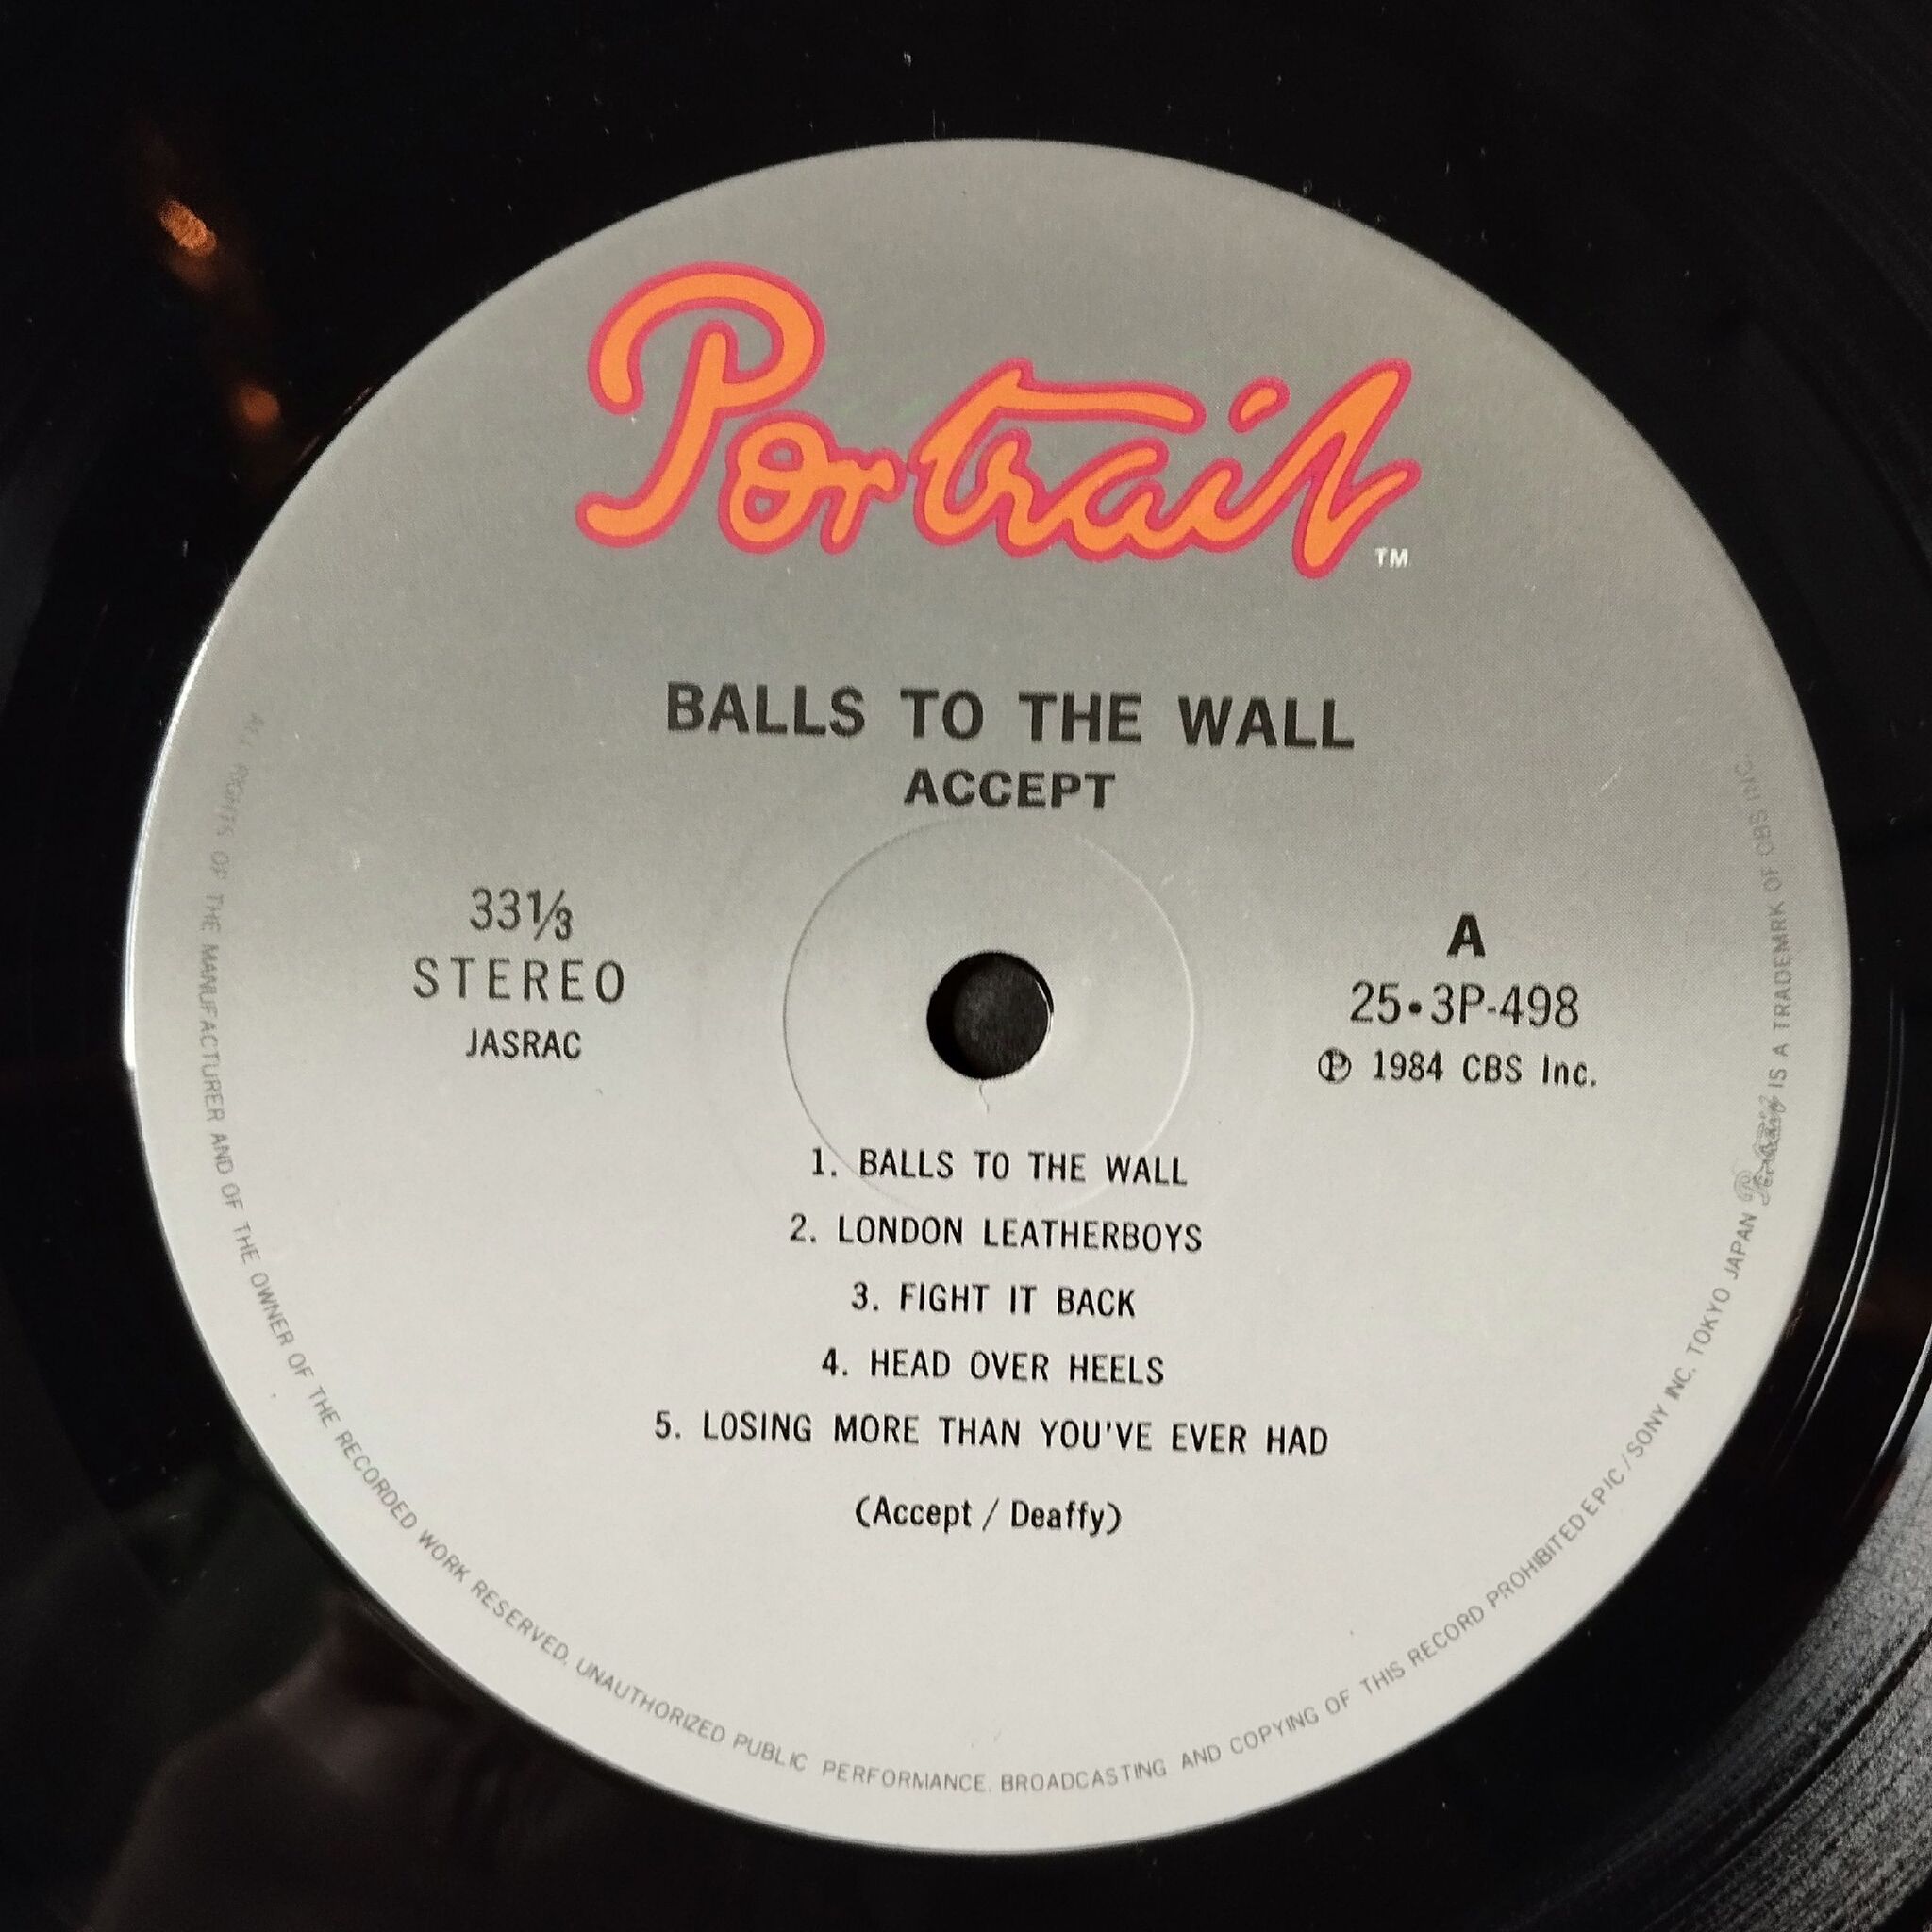 Portrait
TM
BALLS TO THE WALL
ACCEPT
33⅓
STEREO
JASRAC
A
25•3P-498
℗ 1984 CBS Inc.
1. BALLS TO THE WALL
2. LONDON LEATHERBOYS
3. FIGHT IT BACK
4. HEAD OVER HEELS
5. LOSING MORE THAN YOU'VE EVER HAD
(Accept / Deaffy)
ALL RIGHTS OF THE MANUFACTURER AND OF THE OWNER OF THE RECORDED WORK RESERVED. UNAUTHORIZED PUBLIC PERFORMANCE. BROADCASTING AND COPYING OF THIS RECORD PROHIBITED EPIC / SONY INC. TOKYO JAPAN Portrait IS A TRADEMRK OF CBS INC.